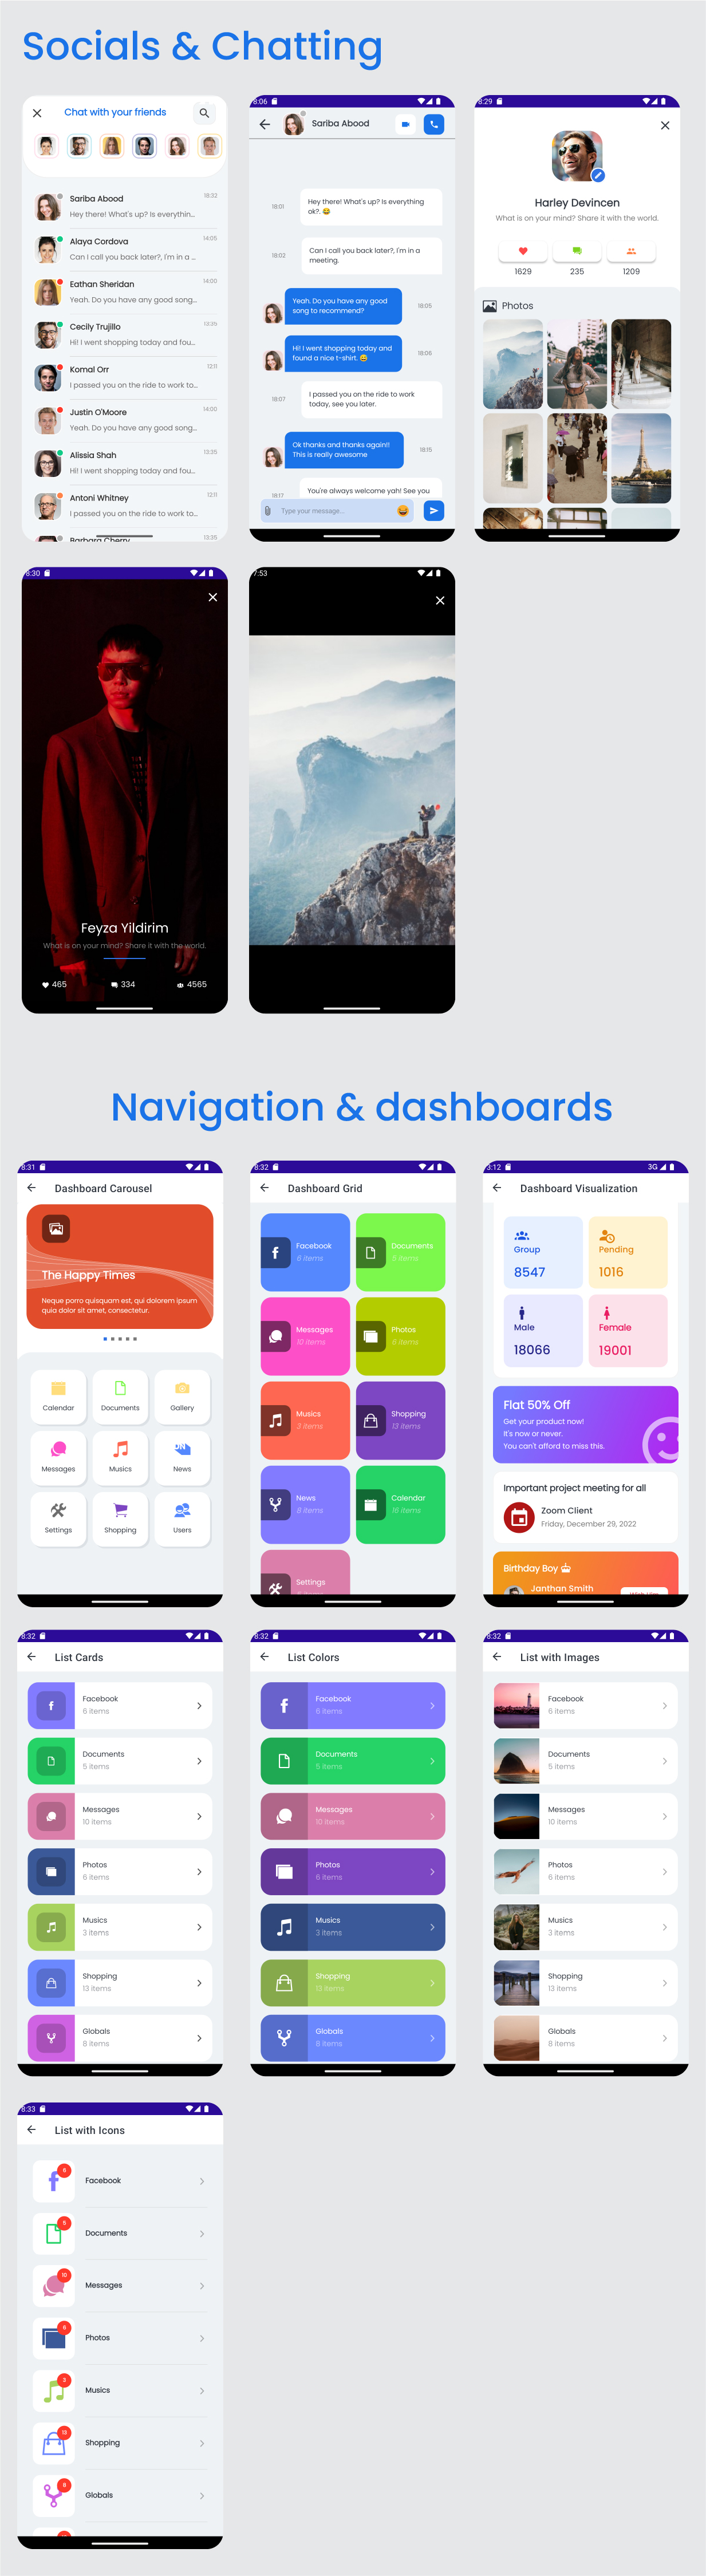 Socials & Chatting
Chat with your friends
Sariba Abood
18:32
Hey there! What's up? Is everythin...
Alaya Cordova
14:05
Can I call you back later?, I'm in a ...
Eathan Sheridan
14:00
Yeah. Do you have any good song...
Cecily Trujillo
13:35
Hi! I went shopping today and fou...
Komal Orr
12:11
I passed you on the ride to work to...
Justin O'Moore
14:00
Yeah. Do you have any good song...
Alissia Shah
13:35
Hi! I went shopping today and fou...
Antoni Whitney
12:11
I passed you on the ride to work to...
Barbara Cherry
13:35
8:06
Sariba Abood
18:01
Hey there! What's up? Is everything
ok?. 😂
18:02
Can I call you back later?, I'm in a
meeting.
Yeah. Do you have any good
song to recommend?
18:05
Hi! I went shopping today and
found a nice t-shirt. 😄
18:06
18:07
I passed you on the ride to work
today, see you later.
Ok thanks and thanks again!!
This is really awesome
18:15
18:17
You're always welcome yah! See you
Type your message...
8:29
Harley Devincen
What is on your mind? Share it with the world.
1629
235
1209
Photos
8:30
Feyza Yildirim
What is on your mind? Share it with the world.
465
334
4565
7:53
Navigation & dashboards
8:31
Dashboard Carousel
The Happy Times
Neque porro quisquam est, qui dolorem ipsum
quia dolor sit amet, consectetur.
Calendar
Documents
Gallery
Messages
Musics
News
Settings
Shopping
Users
8:32
Dashboard Grid
Facebook
6 items
Documents
5 items
Messages
10 items
Photos
6 items
Musics
3 items
Shopping
13 items
News
8 items
Calendar
16 items
Settings
3:12
3G
Dashboard Visualization
Group
8547
Pending
1016
Male
18066
Female
19001
Flat 50% Off
Get your product now!
It's now or never.
You can't afford to miss this.
Important project meeting for all
Zoom Client
Friday, December 29, 2022
Birthday Boy
Janthan Smith
Wish Him
8:32
List Cards
Facebook
6 items
Documents
5 items
Messages
10 items
Photos
6 items
Musics
3 items
Shopping
13 items
Globals
8 items
8:32
List Colors
Facebook
6 items
Documents
5 items
Messages
10 items
Photos
6 items
Musics
3 items
Shopping
13 items
Globals
8 items
8:32
List with Images
Facebook
6 items
Documents
5 items
Messages
10 items
Photos
6 items
Musics
3 items
Shopping
13 items
Globals
8 items
8:33
List with Icons
6
Facebook
5
Documents
10
Messages
6
Photos
3
Musics
13
Shopping
8
Globals